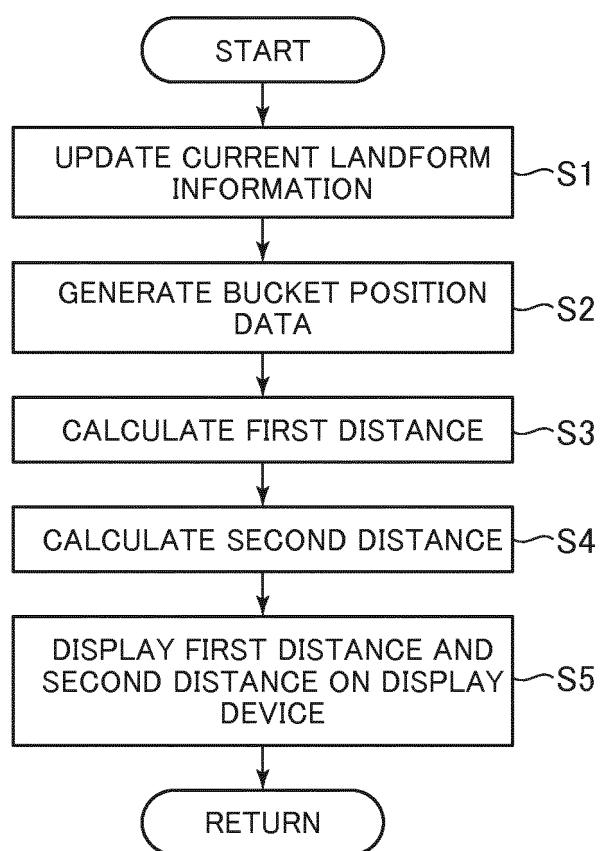 START
UPDATE CURRENT LANDFORM
INFORMATION
S1
GENERATE BUCKET POSITION
DATA
S2
CALCULATE FIRST DISTANCE
S3
CALCULATE SECOND DISTANCE
S4
DISPLAY FIRST DISTANCE AND
SECOND DISTANCE ON DISPLAY
DEVICE
S5
RETURN